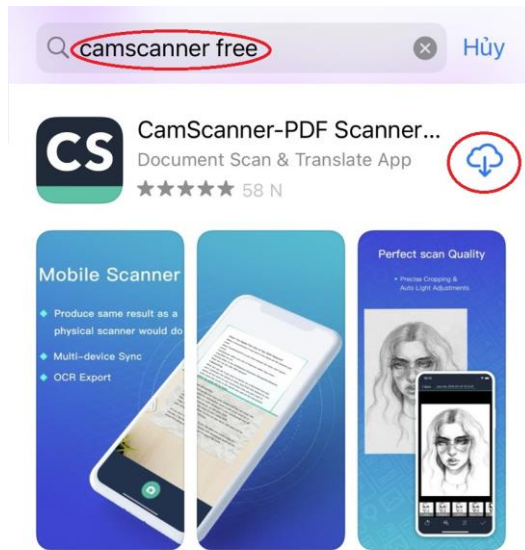 camscanner free
Hủy
CS
CamScanner-PDF Scanner...
Document Scan & Translate App
58 N
Mobile Scanner
Produce same result as a
physical scanner would do
Multi-device Sync
OCR Export
Perfect scan Quality
Precise Cropping &
Auto Light Adjustments